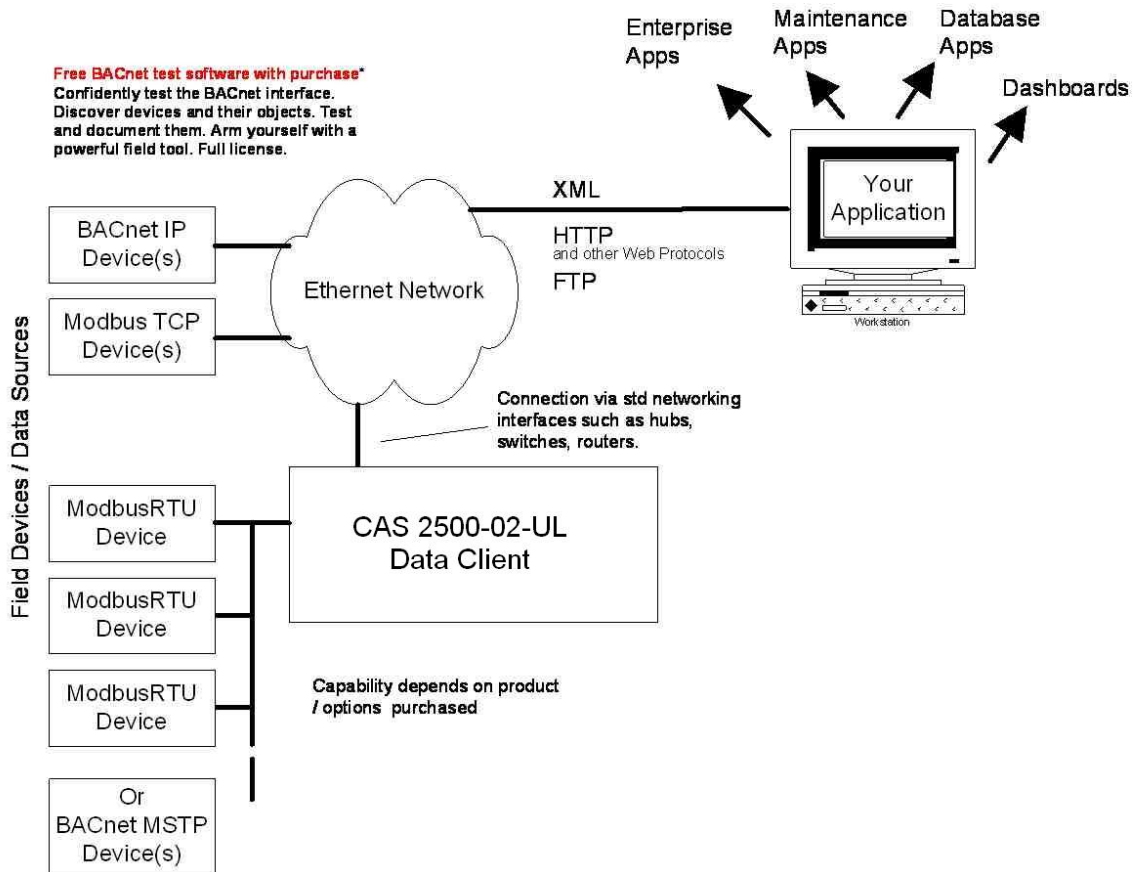 Enterprise
Apps
Maintenance
Apps
Database
Apps
Dashboards
Free BACnet test software with purchase*
Confidently test the BACnet interface.
Discover devices and their objects. Test
and document them. Arm yourself with a
powerful field tool. Full license.
XML
HTTP
and other Web Protocols
FTP
Your
Application
Workstation
BACnet IP
Device(s)
Ethernet Network
Modbus TCP
Device(s)
Field Devices / Data Sources
Connection via std networking
interfaces such as hubs,
switches, routers.
CAS 2500-02-UL
Data Client
ModbusRTU
Device
ModbusRTU
Device
ModbusRTU
Device
Capability depends on product
/ options purchased
Or
BACnet MSTP
Device(s)